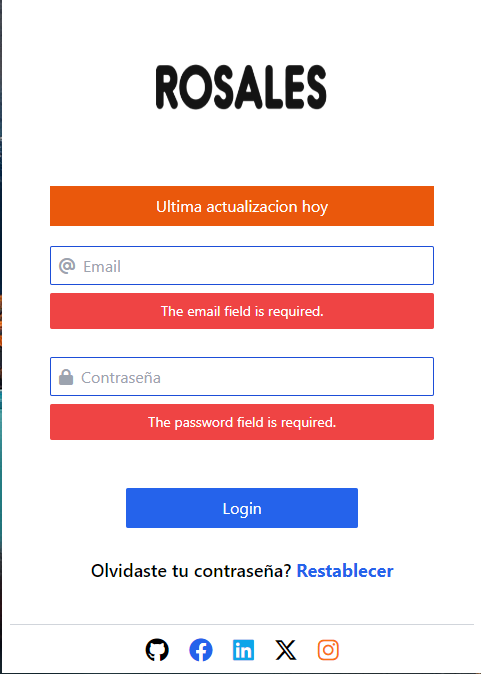 ROSALES
Ultima actualizacion hoy
@ Email
The email field is required.
Contraseña
The password field is required.
Login
Olvidaste tu contraseña? Restablecer